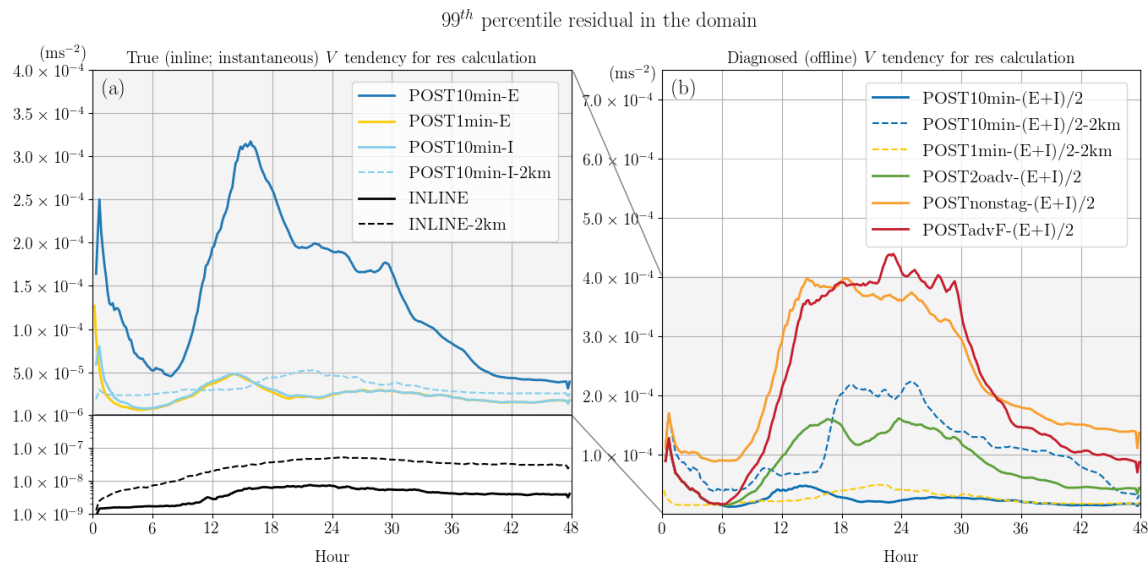 99th percentile residual in the domain
(ms⁻²)
True (inline; instantaneous) V tendency for res calculation
(a)
4.0 × 10⁻⁴
3.5 × 10⁻⁴
3.0 × 10⁻⁴
2.5 × 10⁻⁴
2.0 × 10⁻⁴
1.5 × 10⁻⁴
1.0 × 10⁻⁴
5.0 × 10⁻⁵
1.0 × 10⁻⁶
1.0 × 10⁻⁷
1.0 × 10⁻⁸
1.0 × 10⁻⁹
POST10min-E
POST1min-E
POST10min-I
POST10min-I-2km
INLINE
INLINE-2km
0 6 12 18 24 30 36 42 48
Hour
(ms⁻²)
Diagnosed (offline) V tendency for res calculation
(b)
7.0 × 10⁻⁴
6.0 × 10⁻⁴
5.0 × 10⁻⁴
4.0 × 10⁻⁴
3.0 × 10⁻⁴
2.0 × 10⁻⁴
1.0 × 10⁻⁴
POST10min-(E+I)/2
POST10min-(E+I)/2-2km
POST1min-(E+I)/2-2km
POST2oadv-(E+I)/2
POSTnonstag-(E+I)/2
POSTadvF-(E+I)/2
0 6 12 18 24 30 36 42 48
Hour